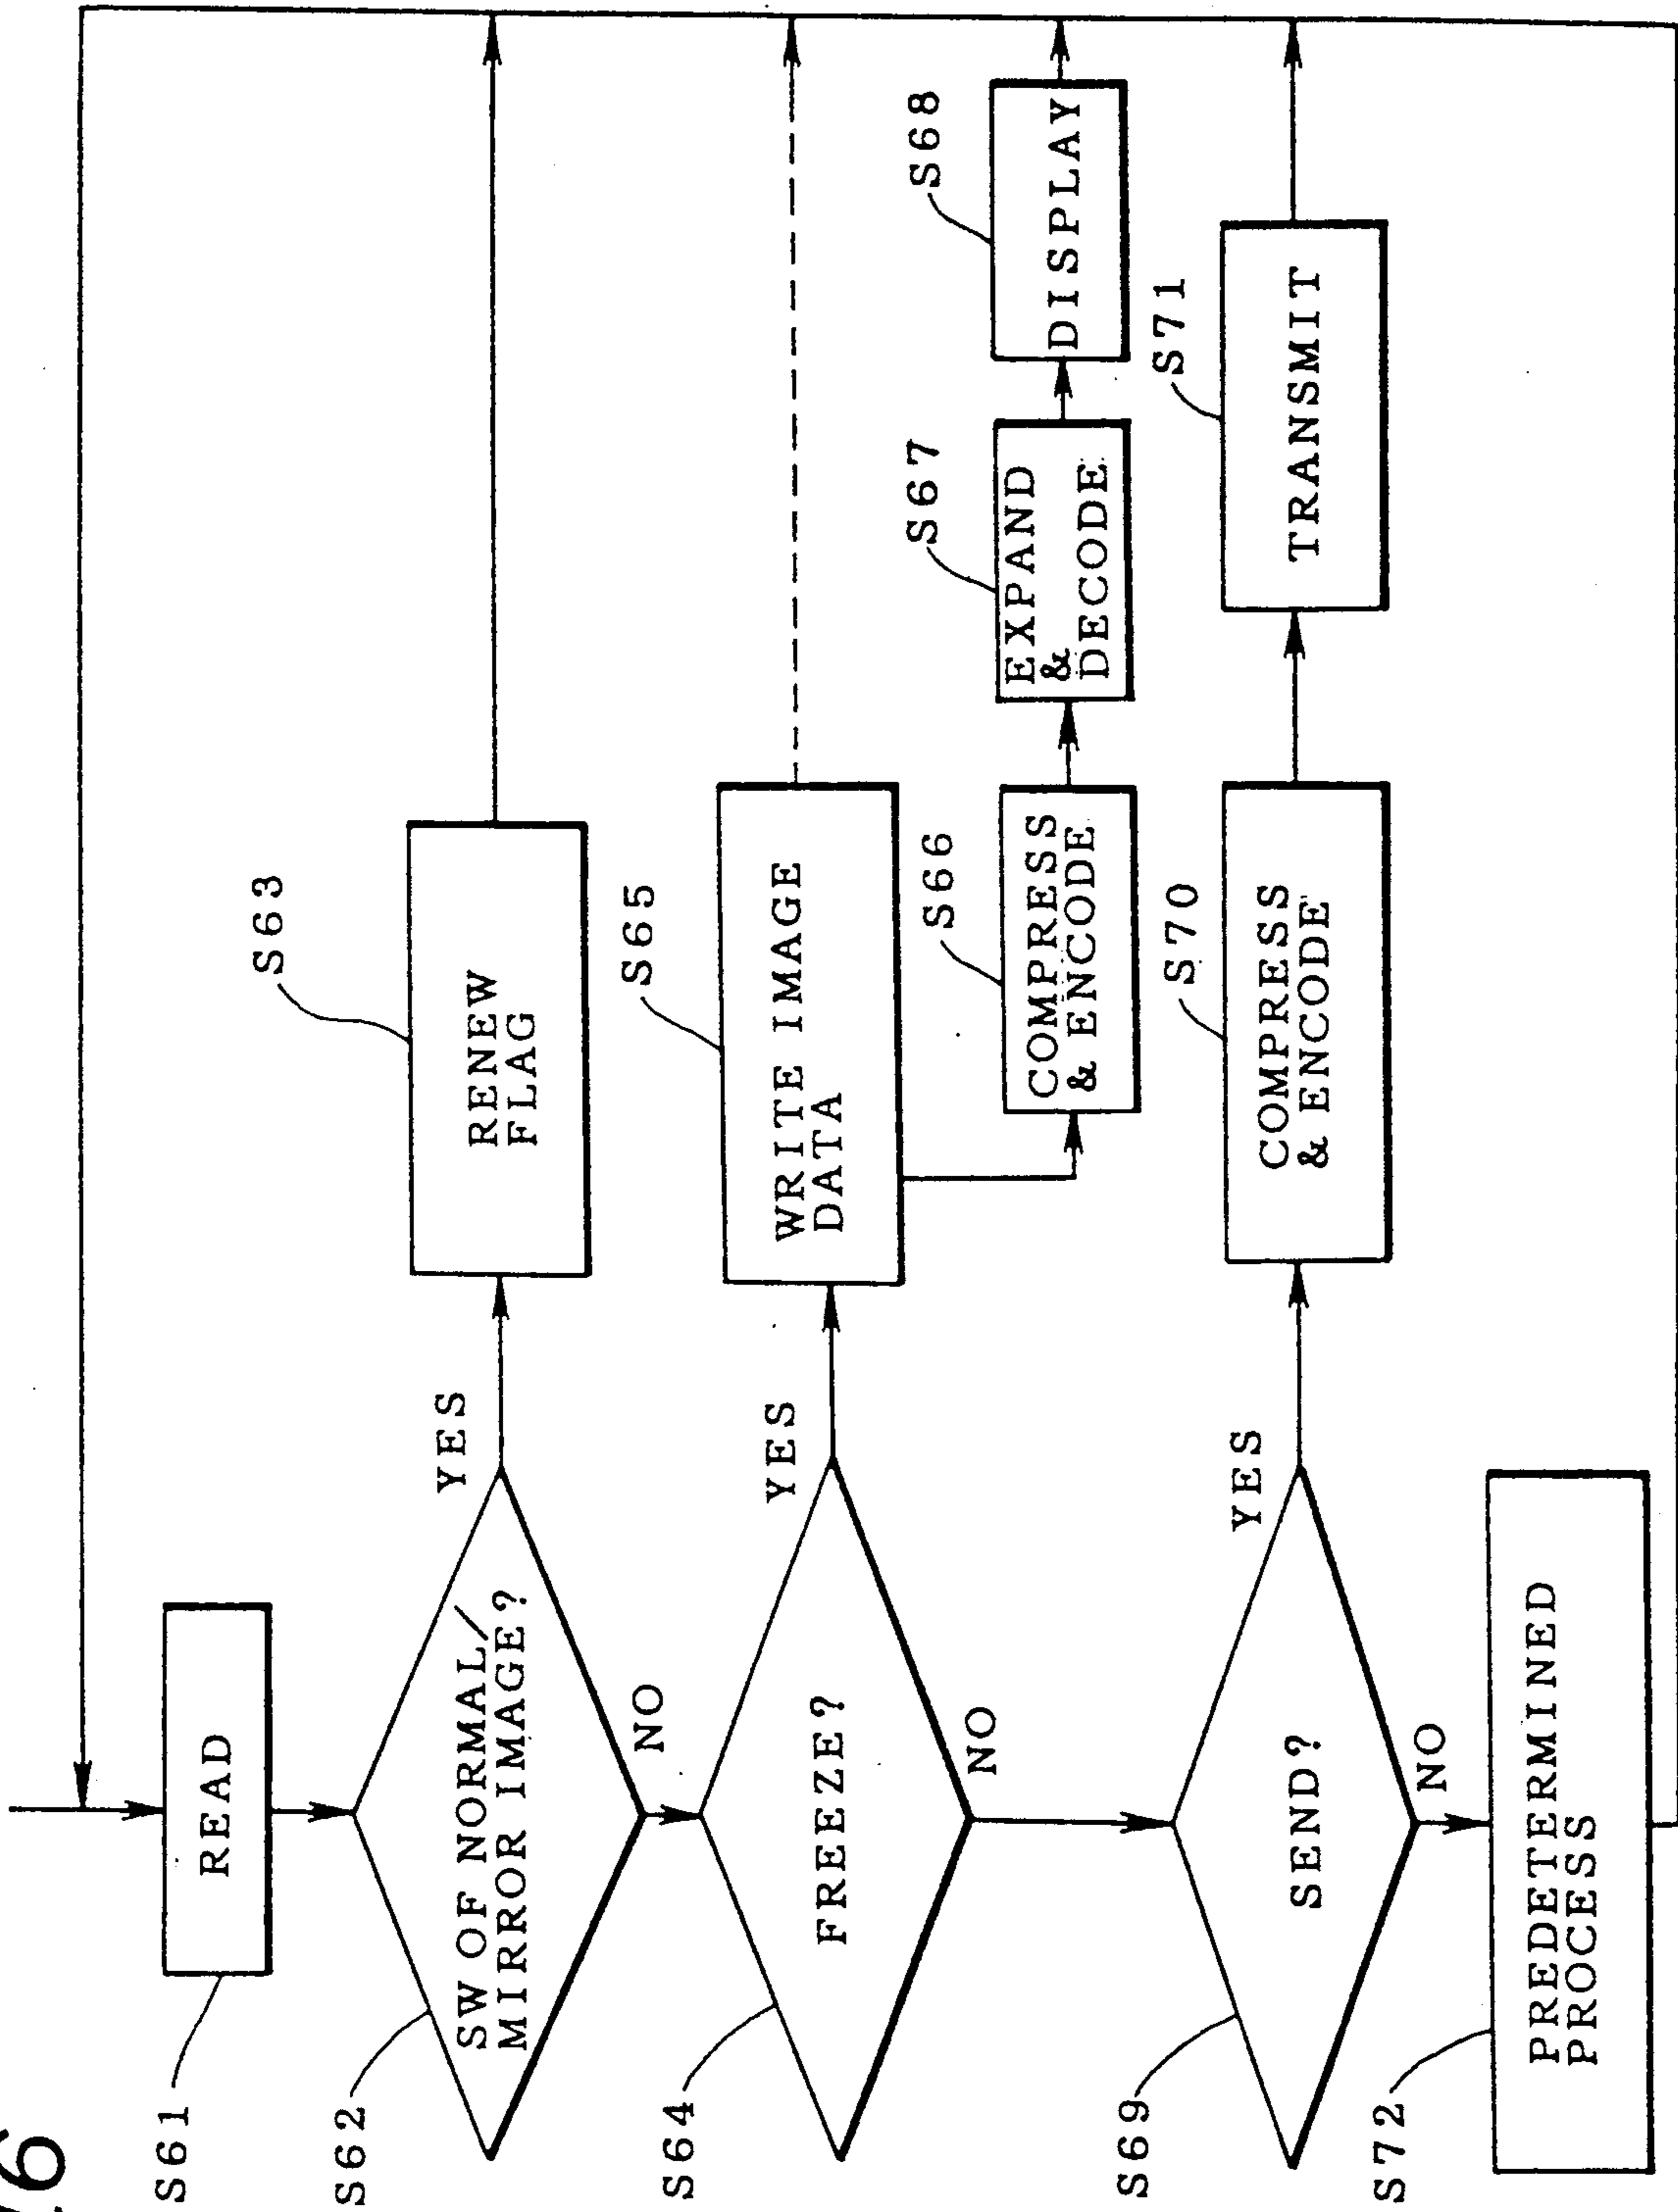 S61
READ
S62
SW OF NORMAL/
MIRROR IMAGE?
YES
S63
RENEW
FLAG
NO
S64
FREEZE?
YES
S65
WRITE IMAGE
DATA
S66
COMPRESS
& ENCODE
S67
EXPAND
&
DECODE
S68
DISPLAY
NO
S69
SEND?
YES
S70
COMPRESS
& ENCODE
S71
TRANSMIT
NO
S72
PREDETERMINED
PROCESS